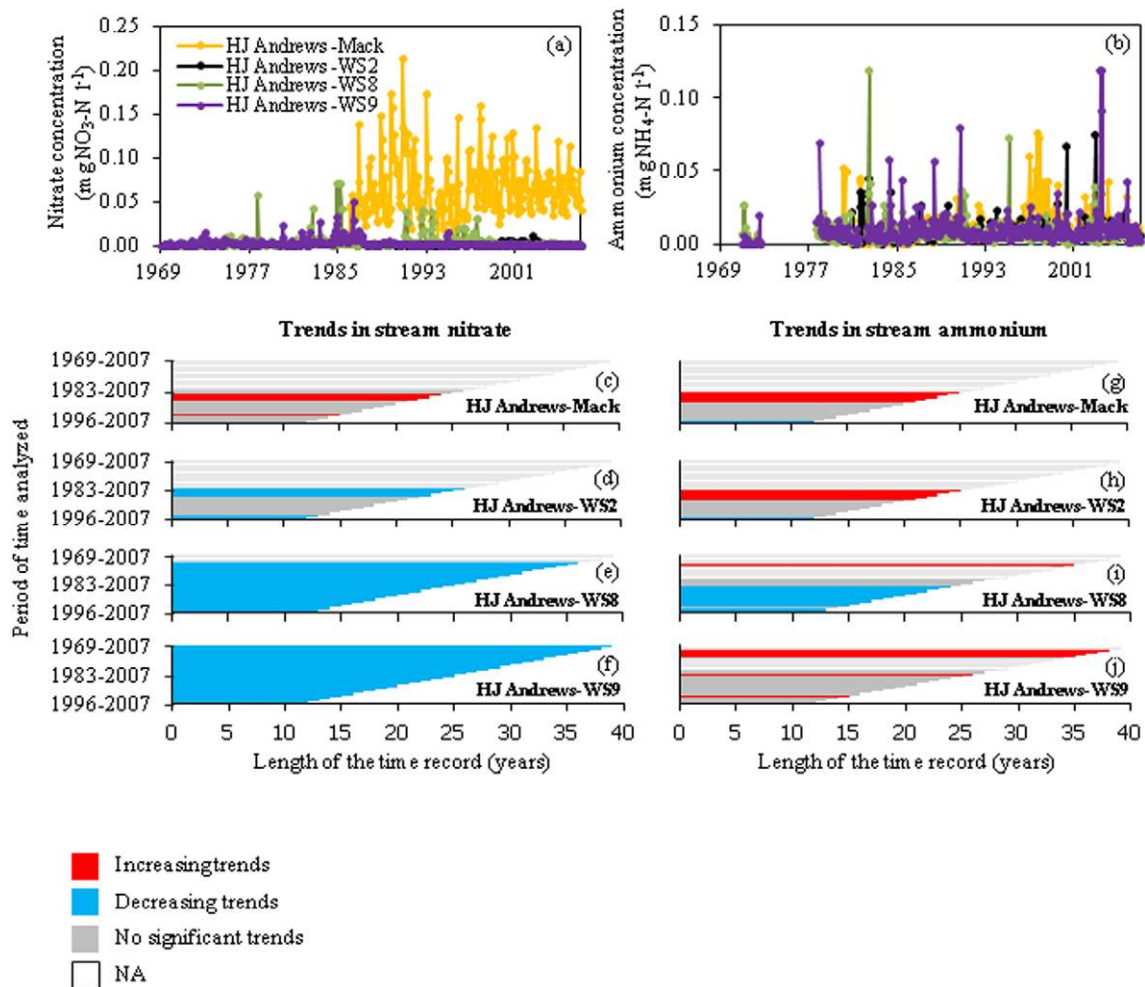 Nitrate concentration
(mg NO3-N l-1)
0.25
0.20
0.15
0.10
0.05
0.00
HJ Andrews -Mack
HJ Andrews -WS2
HJ Andrews -WS8
HJ Andrews -WS9
(a)
1969
1977
1985
1993
2001
Ammonium concentration
(mg NH4-N l-1)
0.15
0.10
0.05
0.00
(b)
1969
1977
1985
1993
2001
Period of time analyzed
Trends in stream nitrate
1969-2007
1983-2007
1996-2007
(c)
HJ Andrews-Mack
1969-2007
1983-2007
1996-2007
(d)
HJ Andrews-WS2
1969-2007
1983-2007
1996-2007
(e)
HJ Andrews-WS8
1969-2007
1983-2007
1996-2007
(f)
HJ Andrews-WS9
0 5 10 15 20 25 30 35 40
Length of the time record (years)
Trends in stream ammonium
(g)
HJ Andrews-Mack
(h)
HJ Andrews-WS2
(i)
HJ Andrews-WS8
(j)
HJ Andrews-WS9
0 5 10 15 20 25 30 35 40
Length of the time record (years)
Increasing trends
Decreasing trends
No significant trends
NA